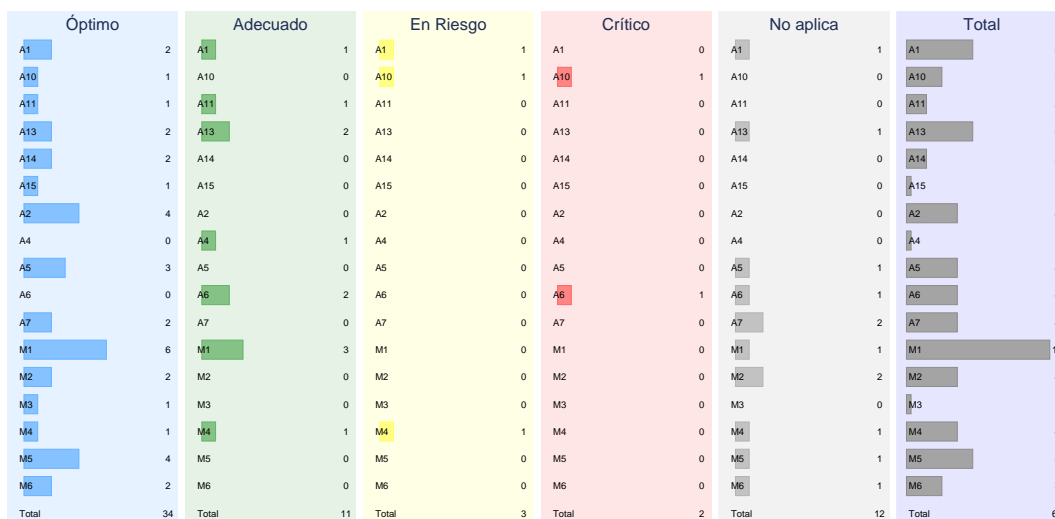 Óptimo Adecuado En Riesgo Crítico No aplica Total
A1 2 A1 1 A1 1 A1 0 A1 1 A1
A10 1 A10 0 A10 1 A10 1 A10 0 A10
A11 1 A11 1 A11 0 A11 0 A11 0 A11
A13 2 A13 2 A13 0 A13 0 A13 1 A13
A14 2 A14 0 A14 0 A14 0 A14 0 A14
A15 1 A15 0 A15 0 A15 0 A15 0 A15
A2 4 A2 0 A2 0 A2 0 A2 0 A2
A4 0 A4 1 A4 0 A4 0 A4 0 A4
A5 3 A5 0 A5 0 A5 0 A5 1 A5
A6 0 A6 2 A6 0 A6 1 A6 1 A6
A7 2 A7 0 A7 0 A7 0 A7 2 A7
M1 6 M1 3 M1 0 M1 0 M1 1 M1 1
M2 2 M2 0 M2 0 M2 0 M2 2 M2
M3 1 M3 0 M3 0 M3 0 M3 0 M3
M4 1 M4 1 M4 1 M4 0 M4 1 M4
M5 4 M5 0 M5 0 M5 0 M5 1 M5
M6 2 M6 0 M6 0 M6 0 M6 1 M6
Total 34 Total 11 Total 3 Total 2 Total 12 Total 6